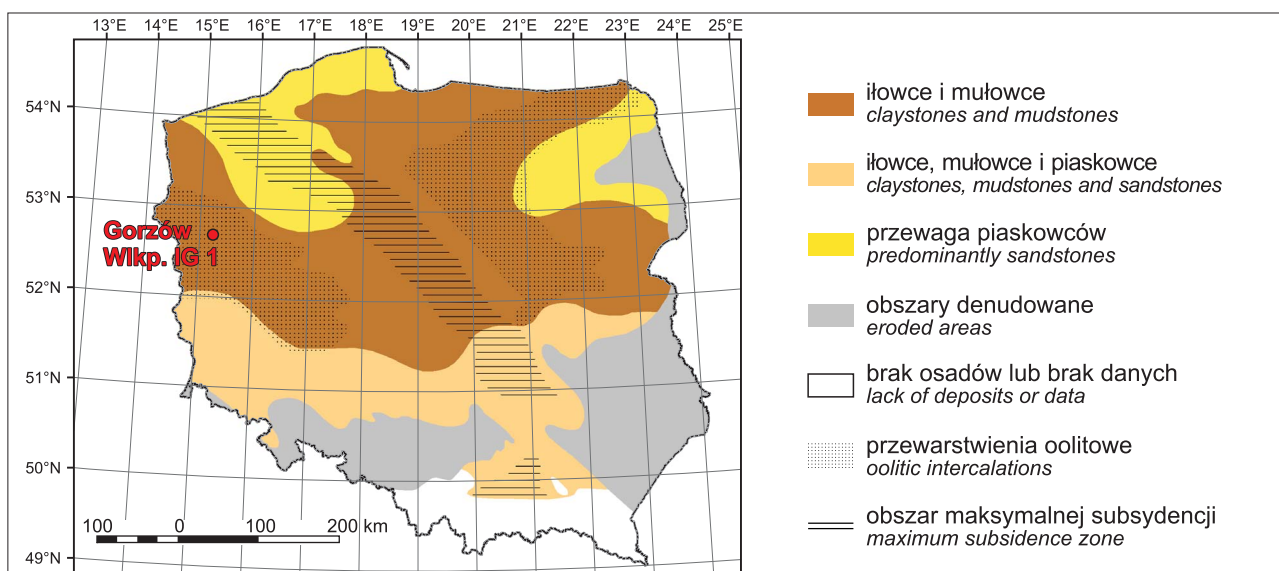 13°E 14°E 15°E 16°E 17°E 18°E 19°E 20°E 21°E 22°E 23°E 24°E 25°E
54°N
53°N
52°N
51°N
50°N
49°N
Gorzów
Wlkp. IG 1
100 0 100 200 km
iłowce i mułowce
claystones and mudstones
iłowce, mułowce i piaskowce
claystones, mudstones and sandstones
przewaga piaskowców
predominantly sandstones
obszary denudowane
eroded areas
brak osadów lub brak danych
lack of deposits or data
przewarstwienia oolitowe
oolitic intercalations
obszar maksymalnej subsydencji
maximum subsidence zone